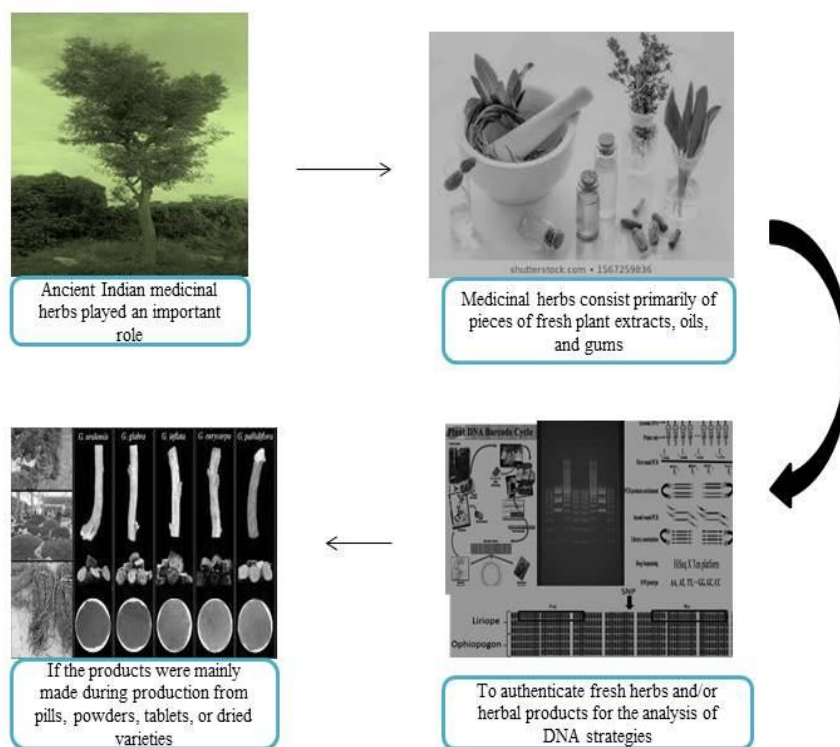 shutterstock.com • 1567259836
Ancient Indian medicinal
herbs played an important
role
Medicinal herbs consist primarily of
pieces of fresh plant extracts, oils,
and gums
G. uralensis G. glabra G. inflata G. eurycarpa G. pallidiflora
Plant DNA Barcode Cycle
HiSeq X Ten platform
SNP
Liriope
Ophiopogon
If the products were mainly
made during production from
pills, powders, tablets, or dried
varieties
To authenticate fresh herbs and/or
herbal products for the analysis of
DNA strategies